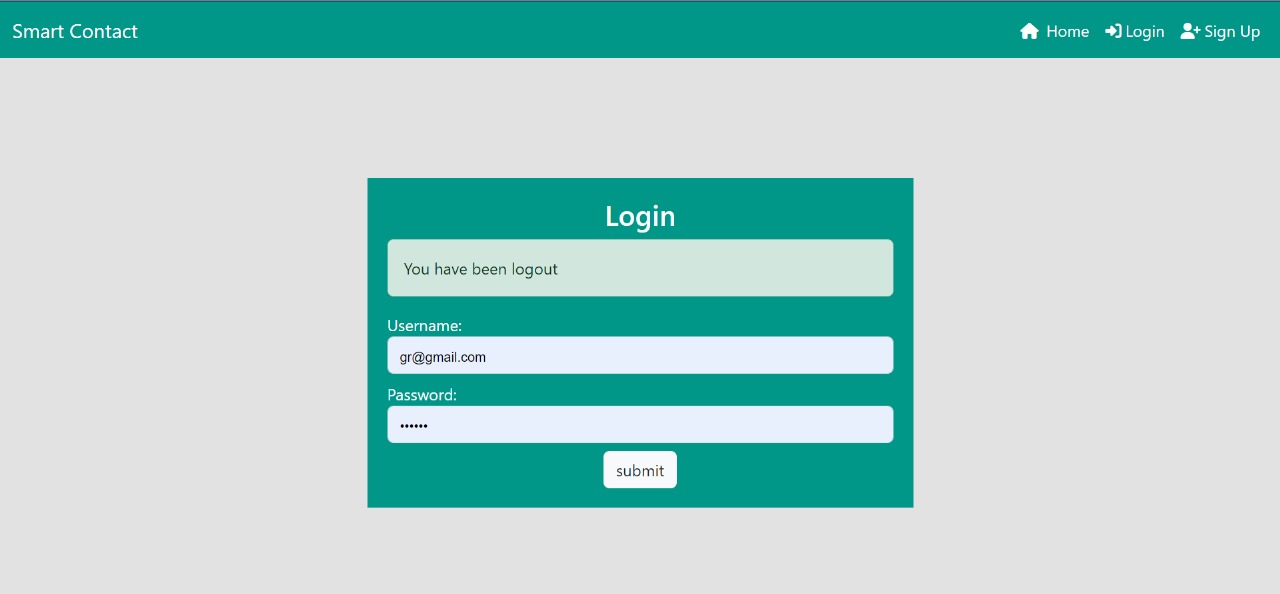 Smart Contact
Home Login Sign Up
Login
You have been logout
Username:
gr@gmail.com
Password:
••••••
submit